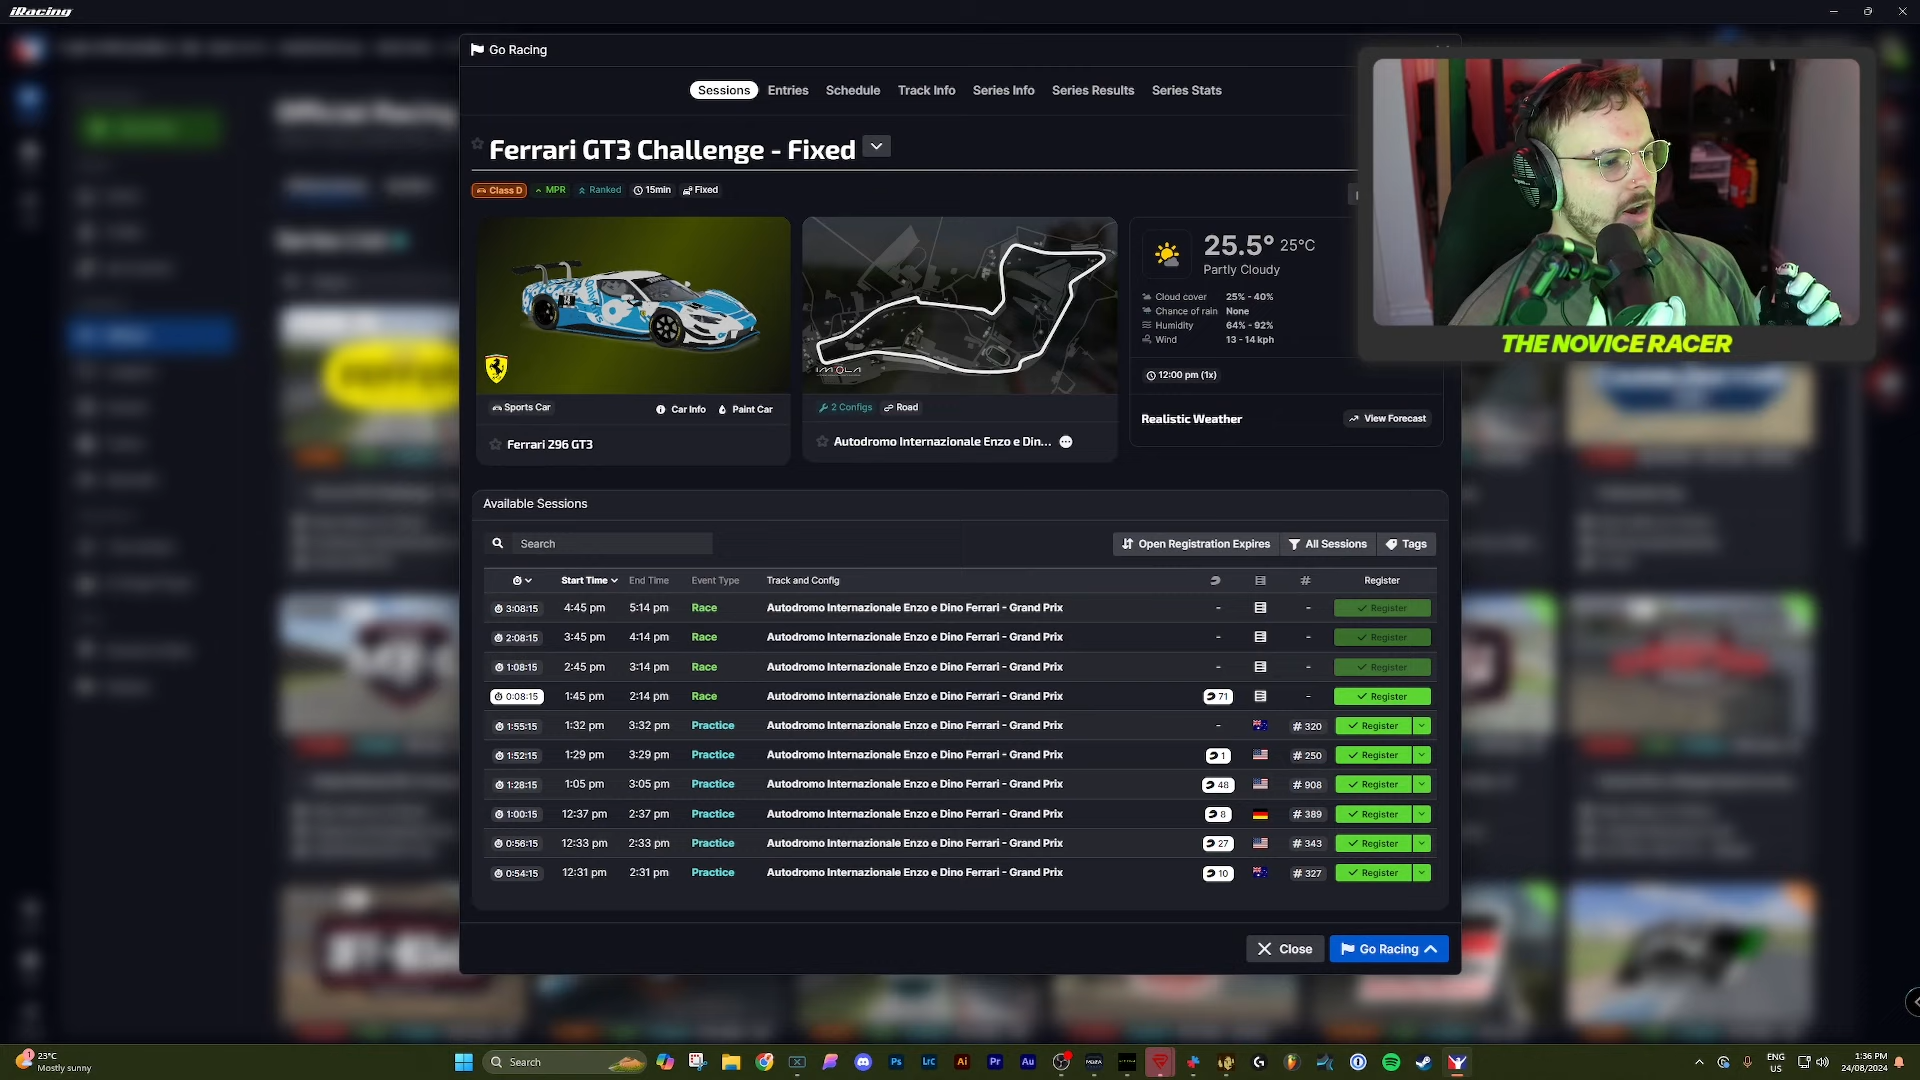 iRacing
Go Racing
Sessions Entries Schedule Track Info Series Info Series Results Series Stats
Ferrari GT3 Challenge - Fixed
Class D MPR Ranked 15min Fixed
25.5° 25°C
Partly Cloudy
Cloud cover 25% - 40%
Chance of rain None
Humidity 64% - 92%
Wind 13 - 14 kph
THE NOVICE RACER
IMOLA
12:00 pm (1x)
Sports Car Car Info Paint Car
2 Configs Road
Realistic Weather View Forecast
Ferrari 296 GT3
Autodromo Internazionale Enzo e Din...
Available Sessions
Search Open Registration Expires All Sessions Tags
Start Time End Time Event Type Track and Config # Register
3:08:15 4:45 pm 5:14 pm Race Autodromo Internazionale Enzo e Dino Ferrari - Grand Prix - - Register
2:08:15 3:45 pm 4:14 pm Race Autodromo Internazionale Enzo e Dino Ferrari - Grand Prix - - Register
1:08:15 2:45 pm 3:14 pm Race Autodromo Internazionale Enzo e Dino Ferrari - Grand Prix - - Register
0:08:15 1:45 pm 2:14 pm Race Autodromo Internazionale Enzo e Dino Ferrari - Grand Prix 71 - Register
1:55:15 1:32 pm 3:32 pm Practice Autodromo Internazionale Enzo e Dino Ferrari - Grand Prix - # 320 Register
1:52:15 1:29 pm 3:29 pm Practice Autodromo Internazionale Enzo e Dino Ferrari - Grand Prix 1 # 250 Register
1:28:15 1:05 pm 3:05 pm Practice Autodromo Internazionale Enzo e Dino Ferrari - Grand Prix 48 # 908 Register
1:00:15 12:37 pm 2:37 pm Practice Autodromo Internazionale Enzo e Dino Ferrari - Grand Prix 8 # 389 Register
0:56:15 12:33 pm 2:33 pm Practice Autodromo Internazionale Enzo e Dino Ferrari - Grand Prix 27 # 343 Register
0:54:15 12:31 pm 2:31 pm Practice Autodromo Internazionale Enzo e Dino Ferrari - Grand Prix 10 # 327 Register
Close Go Racing
1
23°C
Mostly sunny
Search
Ps
LrC
Ai
Pr
Au
MOZA
ENG
US
1:36 PM
24/08/2024